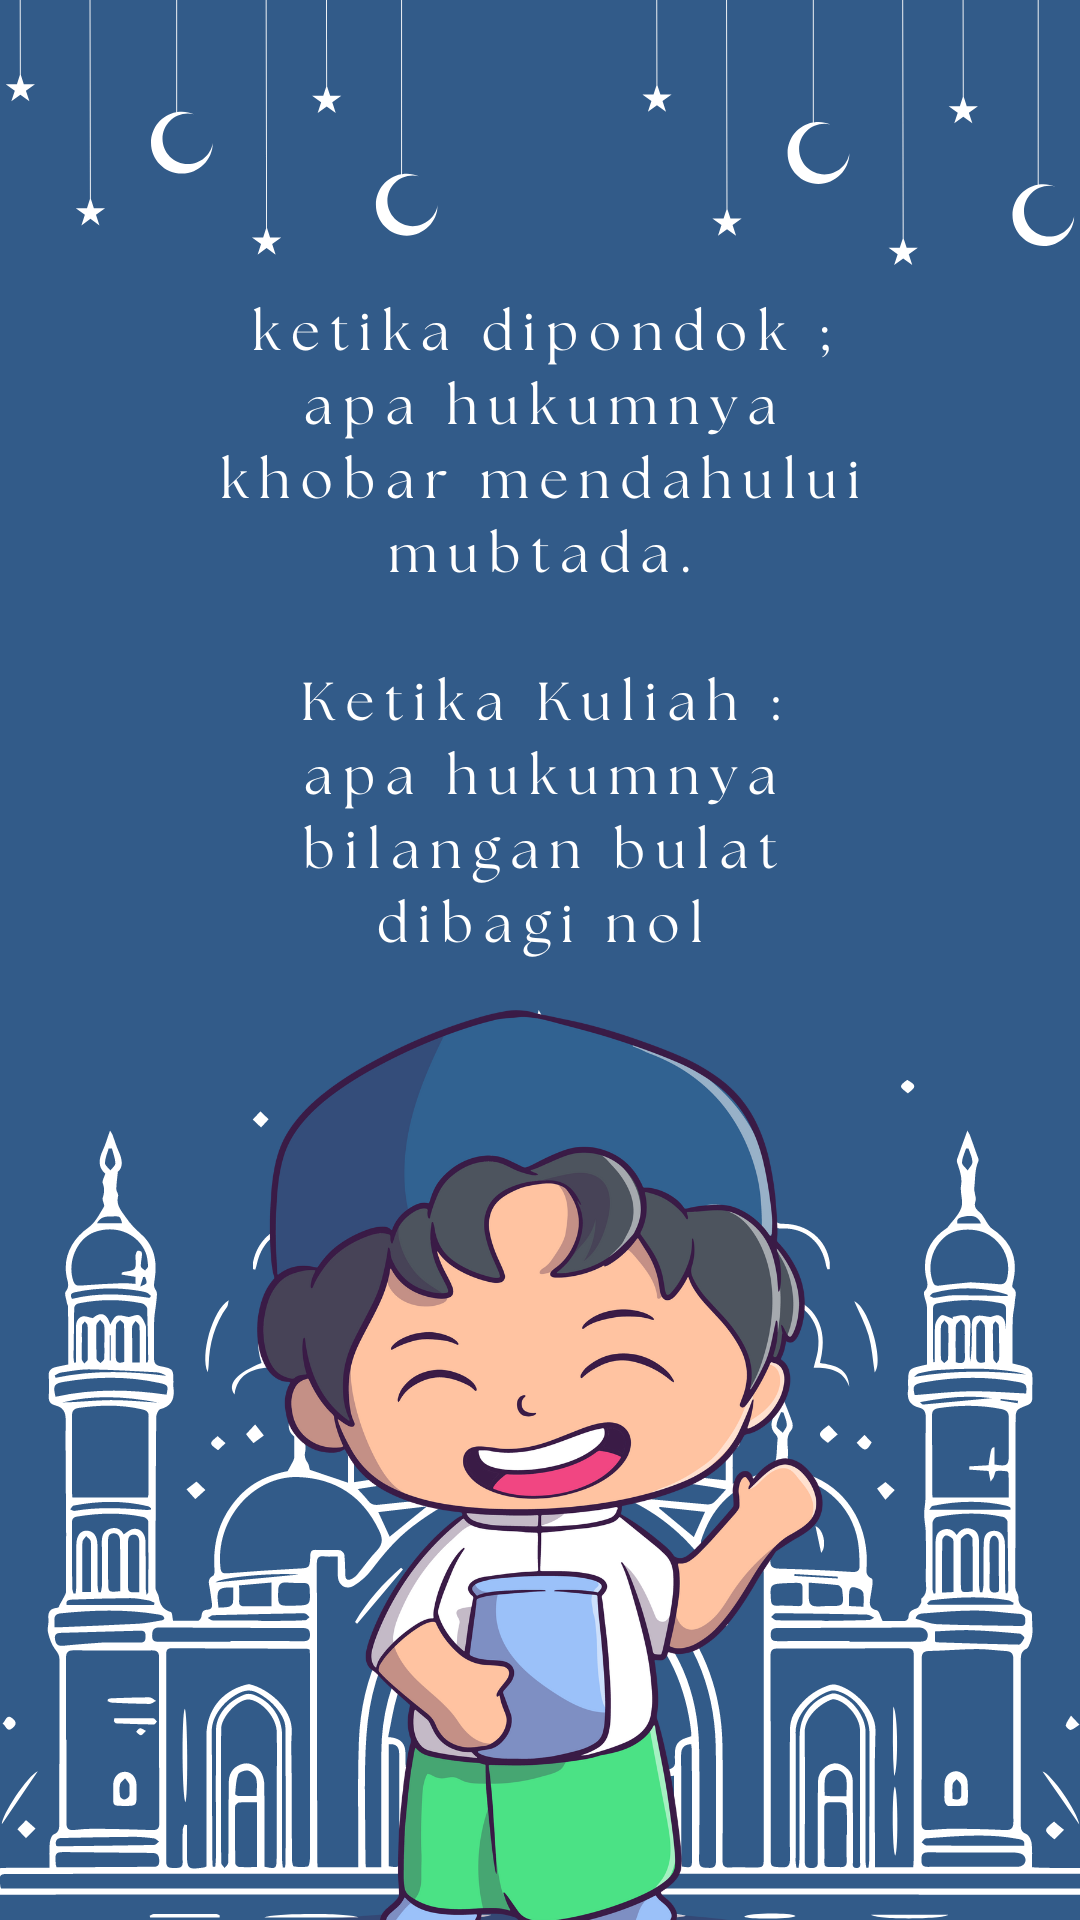 ketika dipondok ;
apa hukumnya
khobar mendahului
mubtada.
Ketika Kuliah :
apa hukumnya
bilangan bulat
dibagi nol